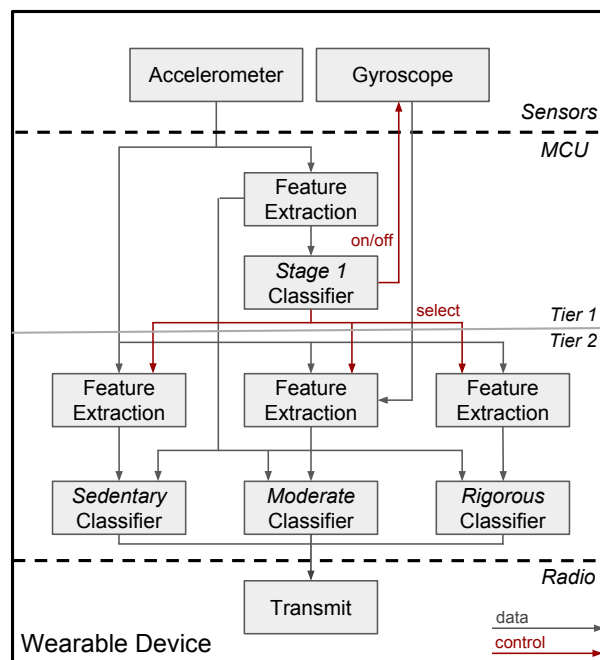 Accelerometer
Gyroscope
Sensors
MCU
Feature
Extraction
on/off
Stage 1
Classifier
select
Tier 1
Tier 2
Feature
Extraction
Feature
Extraction
Feature
Extraction
Sedentary
Classifier
Moderate
Classifier
Rigorous
Classifier
Radio
Transmit
data
control
Wearable Device